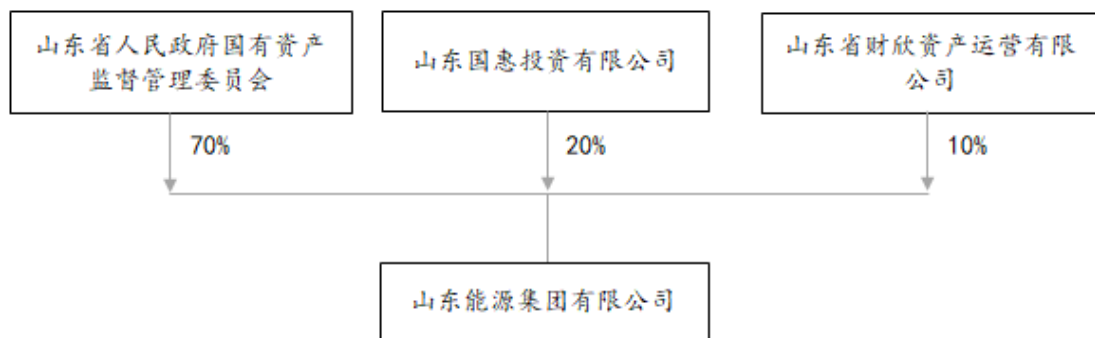 山东省人民政府国有资产
监督管理委员会
山东国惠投资有限公司
山东省财欣资产运营有限
公司
70%
20%
10%
山东能源集团有限公司